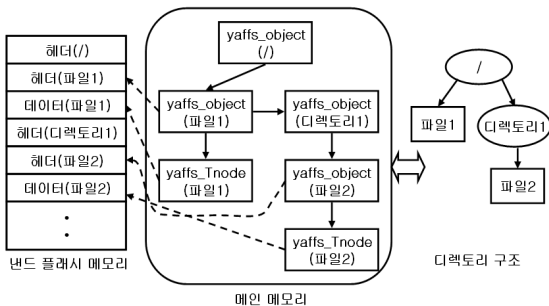 헤더(/)
헤더(파일1)
데이터(파일1)
헤더(디렉토리1)
헤더(파일2)
데이터(파일2)
낸드 플래시 메모리
yaffs_object
(/)
yaffs_object
(파일1)
yaffs_object
(디렉토리1)
yaffs_Tnode
(파일1)
yaffs_object
(파일2)
yaffs_Tnode
(파일2)
메인 메모리
/
파일1
디렉토리1
파일2
디렉토리 구조